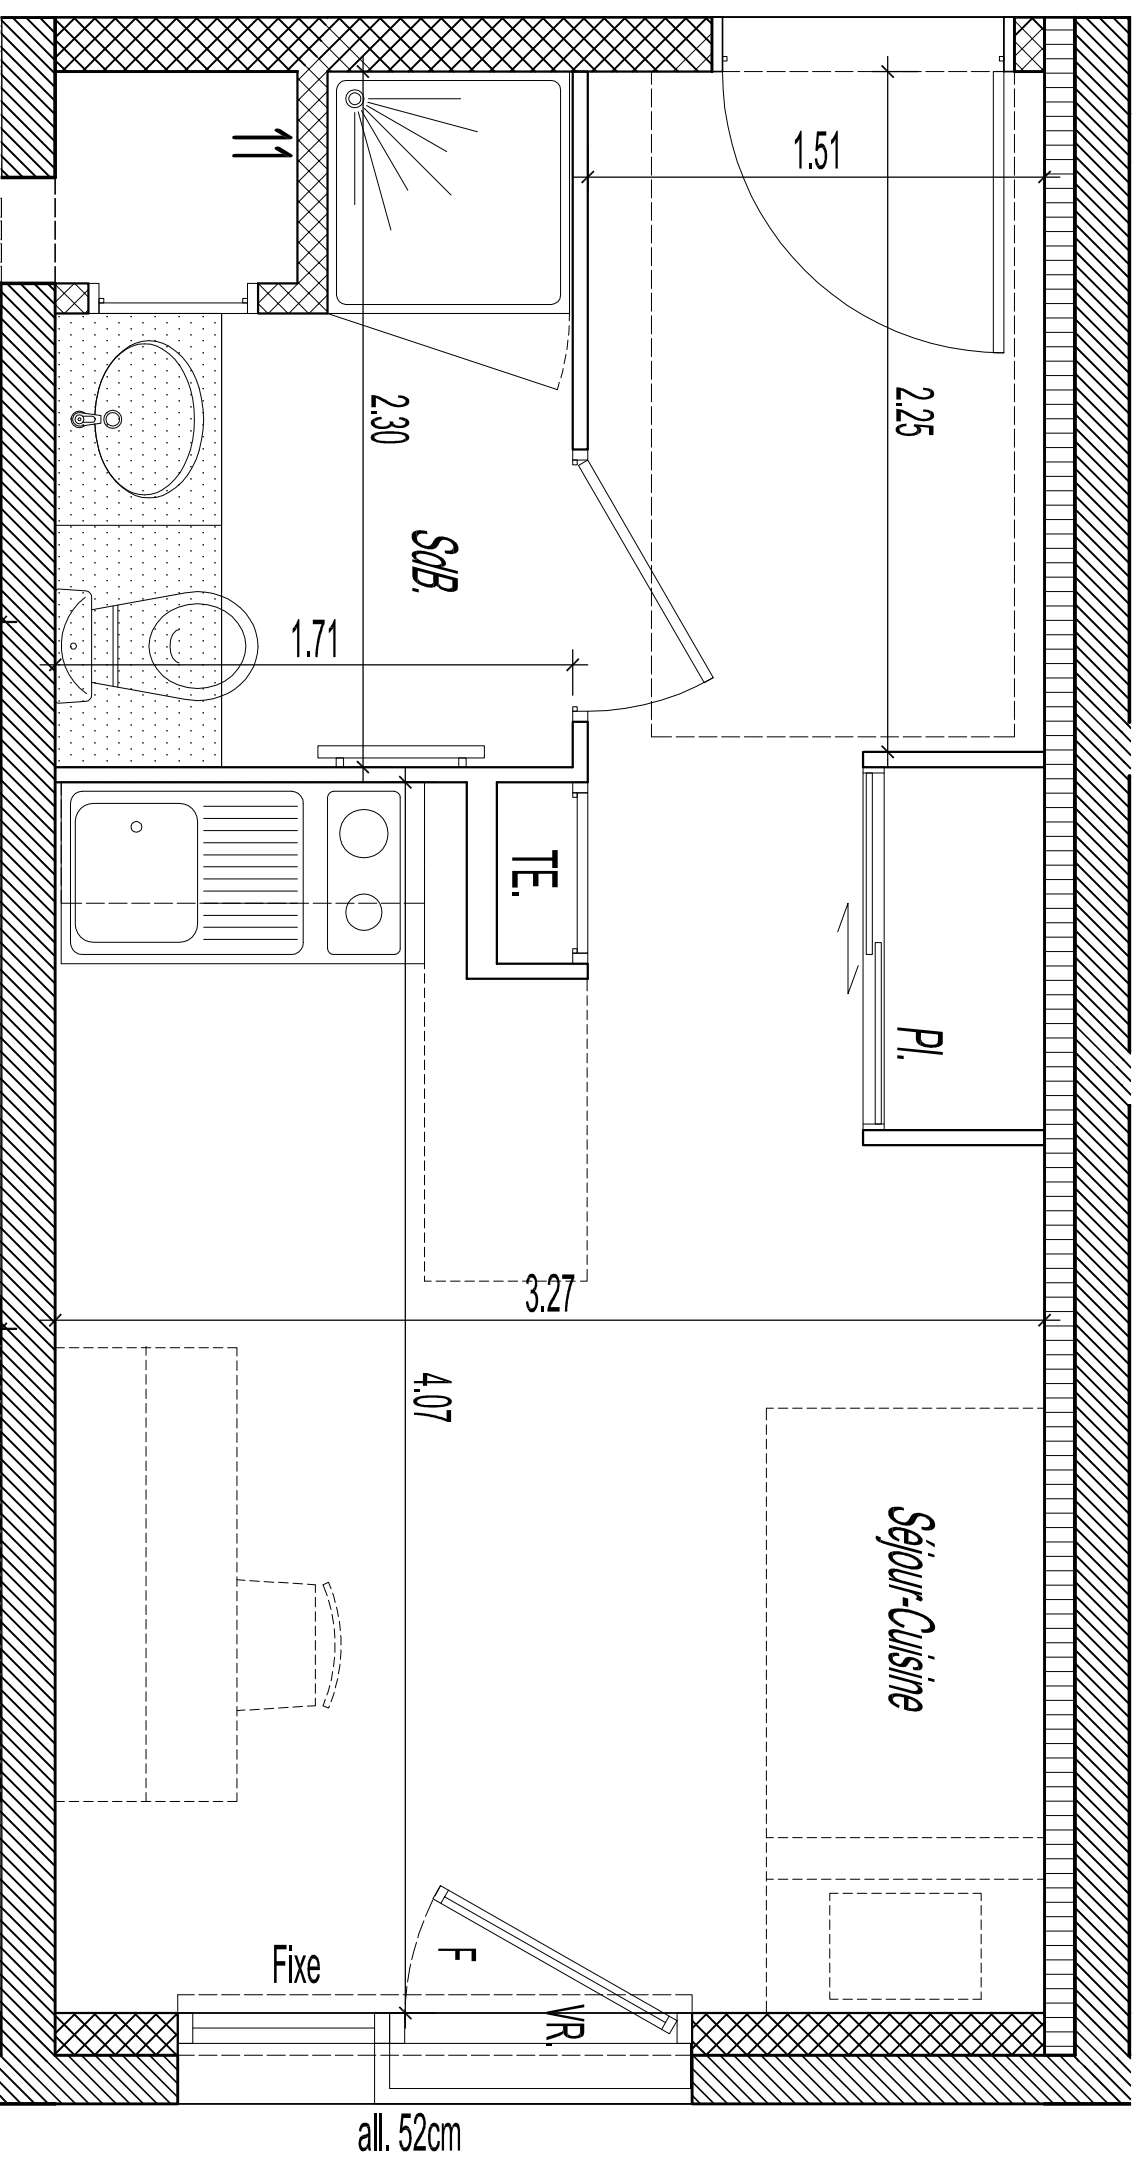 11
1.51
2.25
2.30
SdB.
1.71
TE.
Pl.
3.27
4.07
Séjour-Cuisine
Fixe
F
VR.
all. 52cm